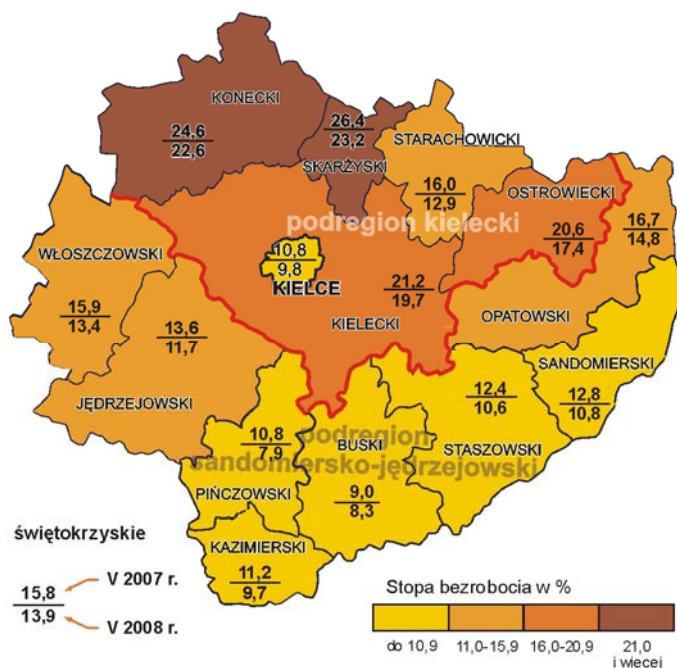 KONECKI
24,6
22,6
26,4
23,2
SKARŻYSKI
STARACHOWICKI
16,0
12,9
OSTROWIECKI
20,6
17,4
16,7
14,8
podregion kielecki
WŁOSZCZOWSKI
15,9
13,4
10,8
9,8
KIELCE
21,2
19,7
KIELECKI
OPATOWSKI
13,6
11,7
JĘDRZEJOWSKI
SANDOMIERSKI
12,8
10,8
12,4
10,6
STASZOWSKI
10,8
7,9
PIŃCZOWSKI
podregion
sandomiersko-jędrzejowski
BUSKI
9,0
8,3
KAZIMIERSKI
11,2
9,7
świętokrzyskie
15,8
13,9
V 2007 r.
V 2008 r.
Stopa bezrobocia w %
do 10,9
11,0-15,9
16,0-20,9
21,0
i wiecej